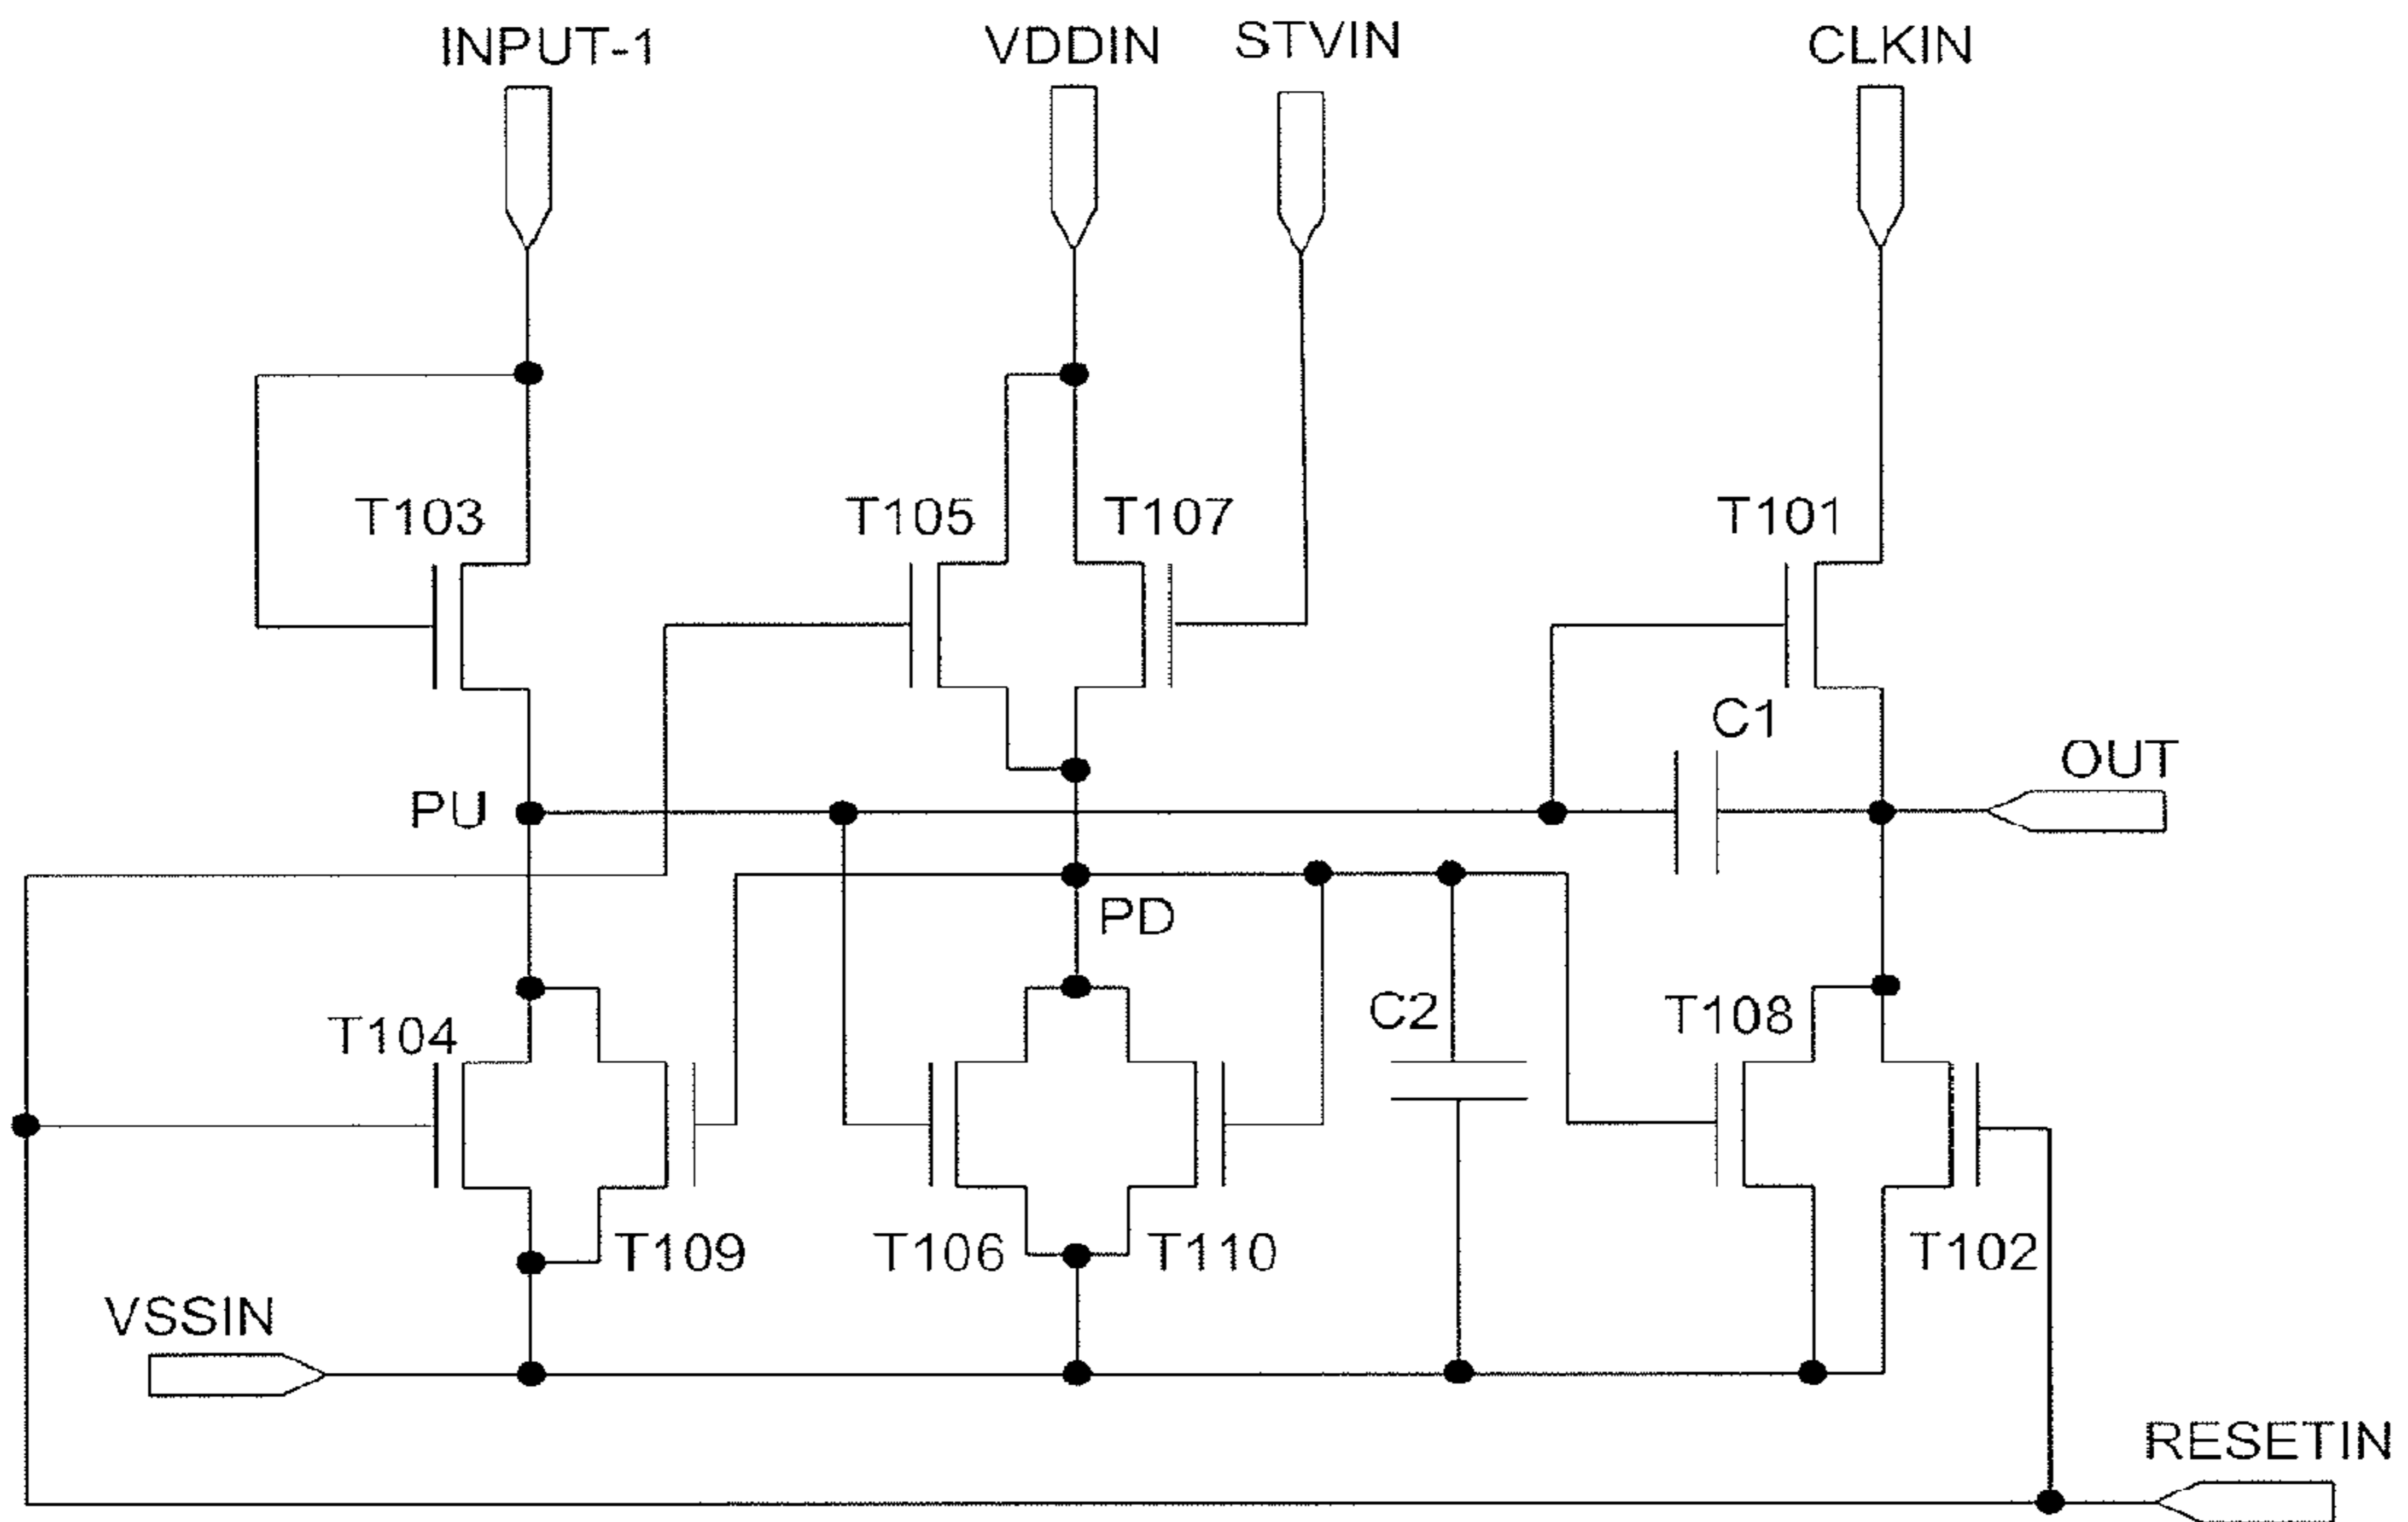 INPUT-1
VDDIN
STVIN
CLKIN
T103
T105
T107
T101
C1
OUT
PU
PD
T104
C2
T108
T109
T106
T110
T102
VSSIN
RESETIN